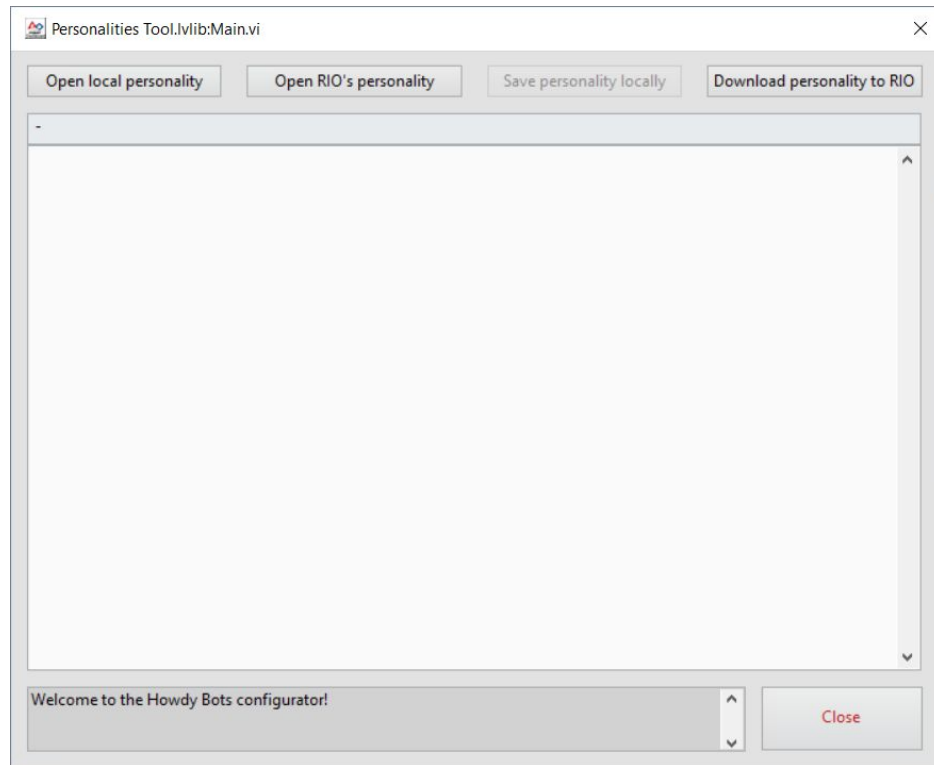 Personalities Tool.lvlib:Main.vi
Open local personality Open RIO's personality Save personality locally Download personality to RIO
-
Welcome to the Howdy Bots configurator!
Close